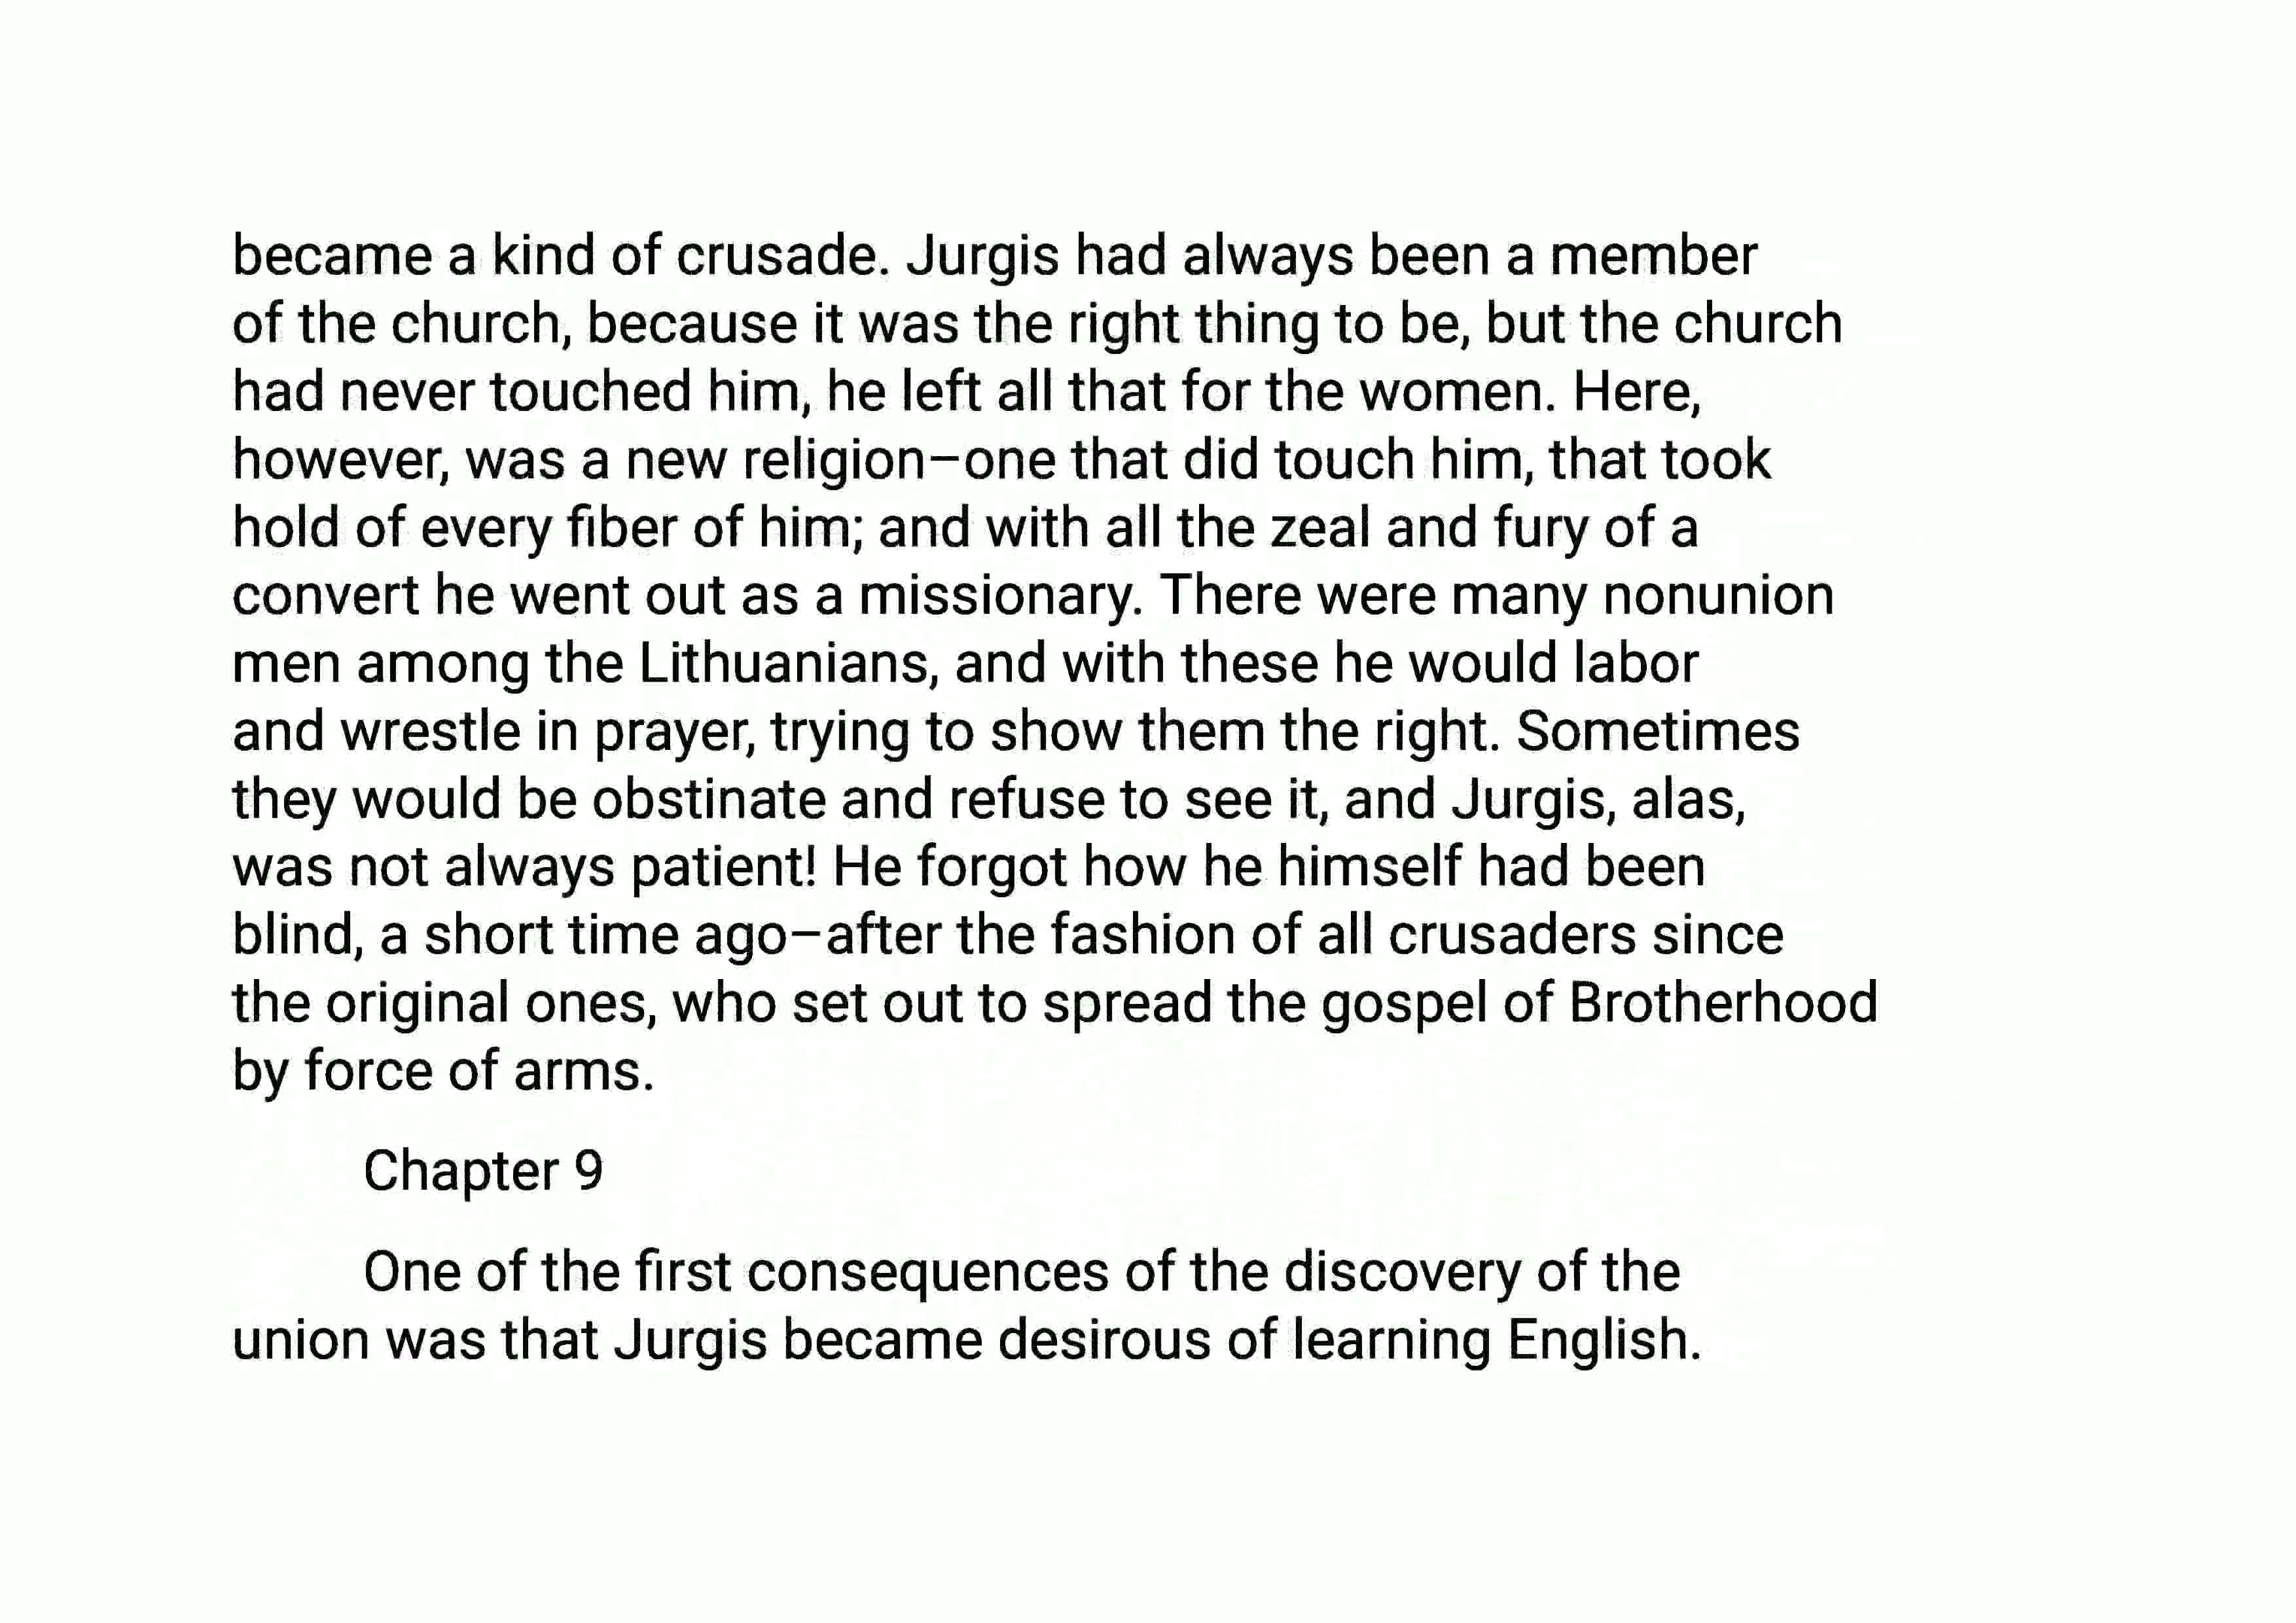 became a kind of crusade. Jurgis had always been a member
of the church, because it was the right thing to be, but the church
had never touched him, he left all that for the women. Here,
however, was a new religion–one that did touch him, that took
hold of every fiber of him; and with all the zeal and fury of a
convert he went out as a missionary. There were many nonunion
men among the Lithuanians, and with these he would labor
and wrestle in prayer, trying to show them the right. Sometimes
they would be obstinate and refuse to see it, and Jurgis, alas,
was not always patient! He forgot how he himself had been
blind, a short time ago–after the fashion of all crusaders since
the original ones, who set out to spread the gospel of Brotherhood
by force of arms.
Chapter 9
One of the first consequences of the discovery of the
union was that Jurgis became desirous of learning English.